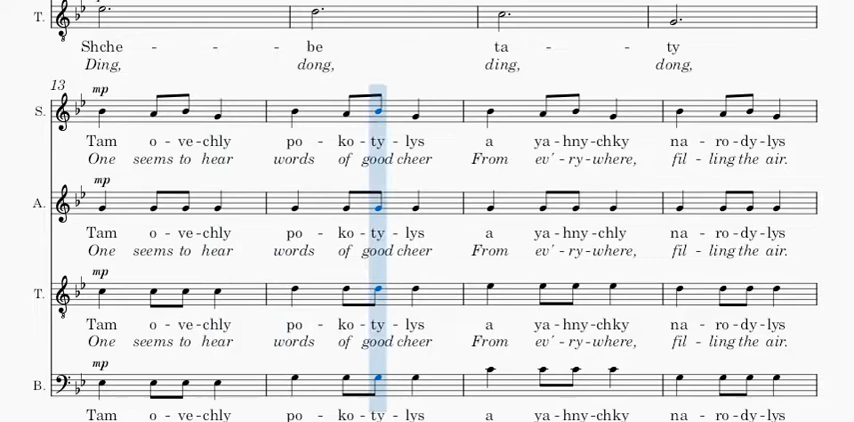 T.
Shche - - - be ta - - ty
Ding, dong, ding, dong,
13
mp
S.
Tam o - ve - chly po - ko - ty - lys a ya - hny - chky na - ro - dy - lys
One seems to hear words of good cheer From ev' - ry - where, fil - ling the air.
mp
A.
Tam o - ve - chly po - ko - ty - lys a ya - hny - chly na - ro - dy - lys
One seems to hear words of good cheer From ev' - ry - where, fil - ling the air.
mp
T.
Tam o - ve - chly po - ko - ty - lys a ya - hny - chky na - ro - dy - lys
One seems to hear words of good cheer From ev' - ry - where, fil - ling the air.
mp
B.
Tam o - ve - chly po - ko - ty - lys a ya - hny - chky na - ro - dy - lys